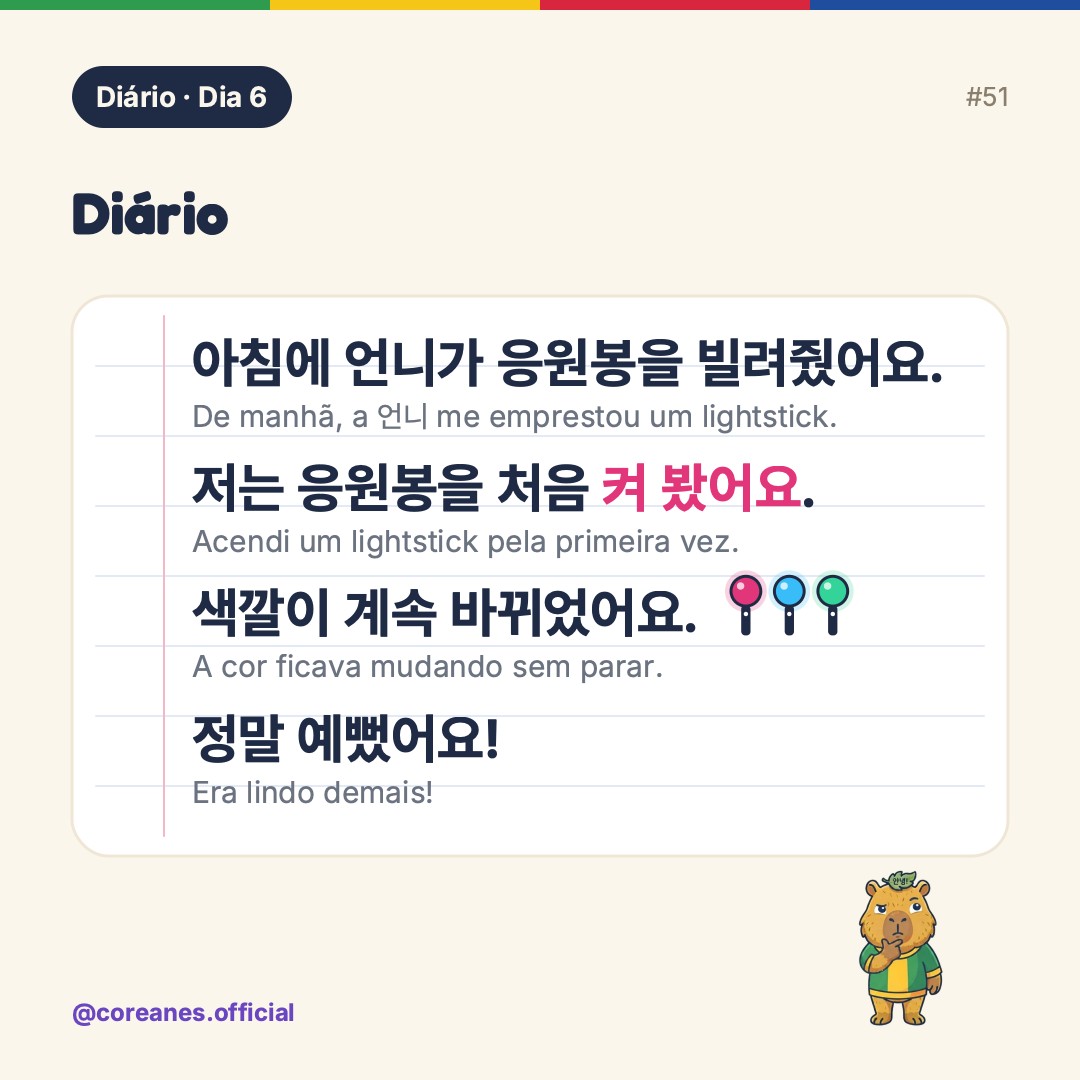 Diário · Dia 6
#51
Diário
아침에 언니가 응원봉을 빌려줬어요.
De manhã, a 언니 me emprestou um lightstick.
저는 응원봉을 처음 켜 봤어요.
Acendi um lightstick pela primeira vez.
색깔이 계속 바뀌었어요.
A cor ficava mudando sem parar.
정말 예뻤어요!
Era lindo demais!
안녕!
@coreanes.official